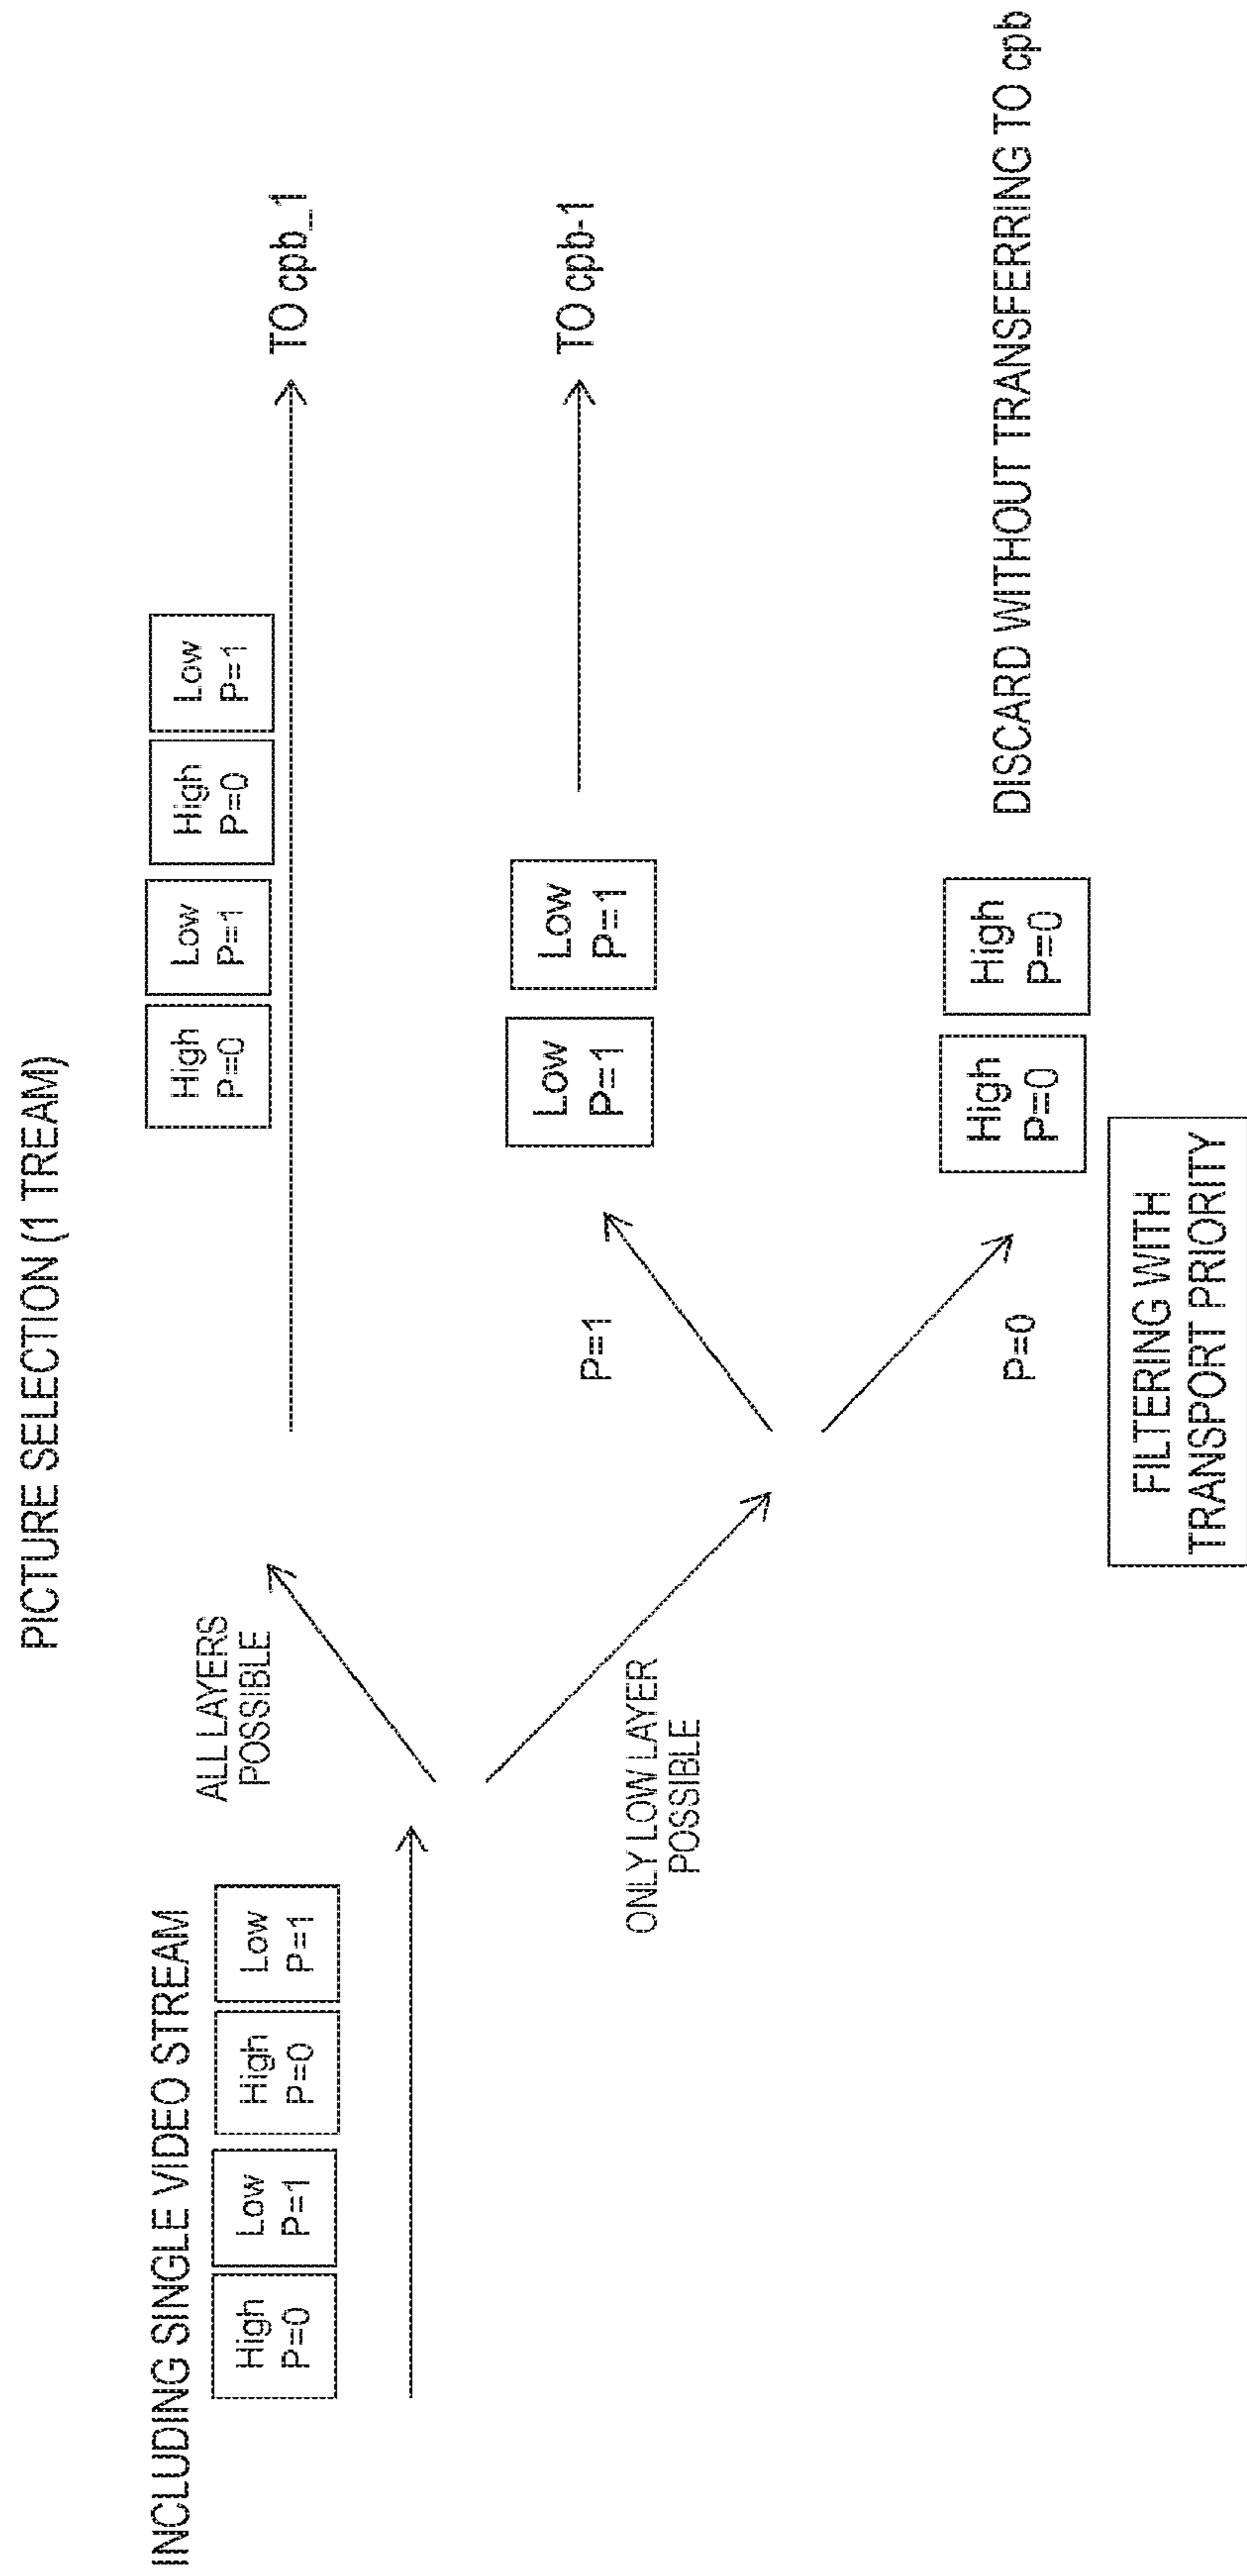 PICTURE SELECTION (1 TREAM)
INCLUDING SINGLE VIDEO STREAM
High
P=0
Low
P=1
High
P=0
Low
P=1
ALL LAYERS
POSSIBLE
High
P=0
Low
P=1
High
P=0
Low
P=1
TO cpb_1
ONLY LOW LAYER
POSSIBLE
P=1
Low
P=1
Low
P=1
TO cpb-1
P=0
High
P=0
High
P=0
DISCARD WITHOUT TRANSFERRING TO cpb
FILTERING WITH
TRANSPORT PRIORITY